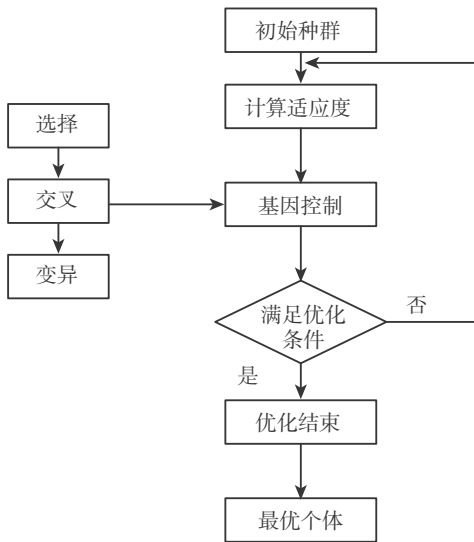 初始种群
计算适应度
选择
交叉
基因控制
变异
满足优化
条件
否
是
优化结束
最优个体